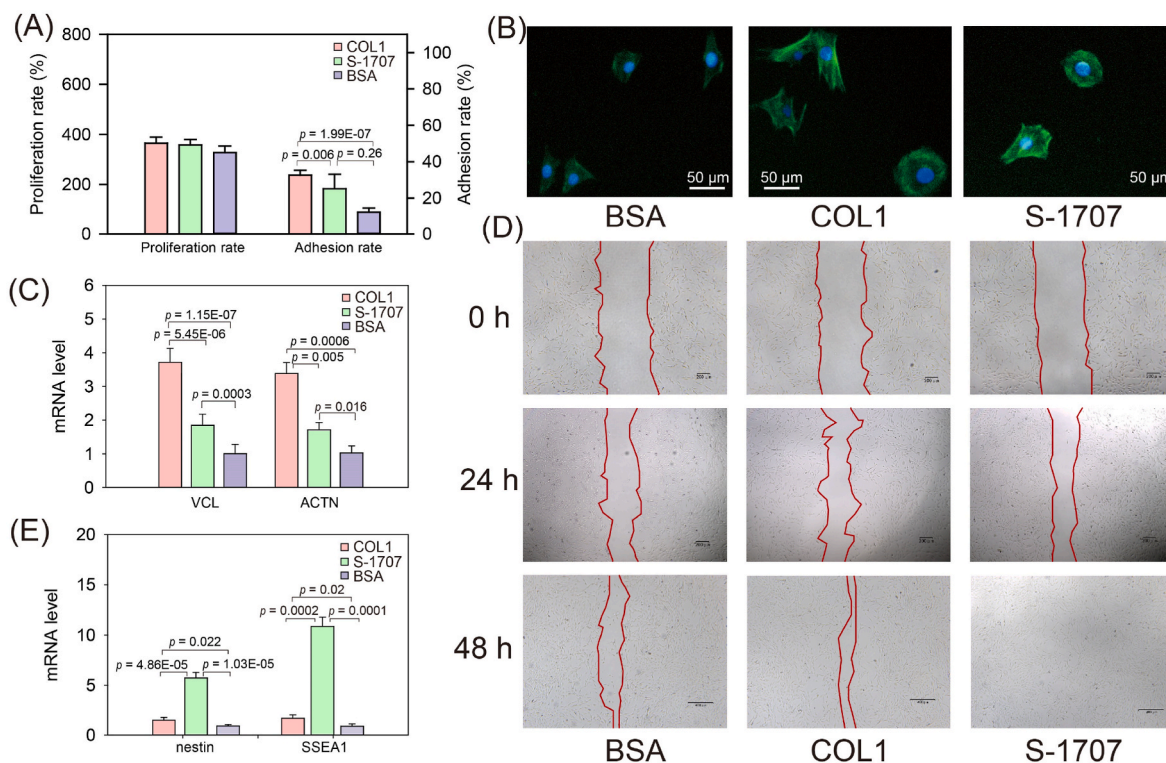 (A)
800
600
400
200
0
Proliferation rate (%)
COL1
S-1707
BSA
100
80
60
40
20
0
Adhesion rate (%)
p = 1.99E-07
p = 0.006
p = 0.26
Proliferation rate
Adhesion rate
(B)
50 µm
50 µm
50 µm
BSA
COL1
S-1707
(C)
6
5
4
3
2
1
0
mRNA level
COL1
S-1707
BSA
p = 1.15E-07
p = 5.45E-06
p = 0.0003
p = 0.0006
p = 0.005
p = 0.016
VCL
ACTN
(D)
0 h
24 h
48 h
BSA
COL1
S-1707
(E)
20
15
10
5
0
mRNA level
COL1
S-1707
BSA
p = 0.022
p = 4.86E-05
p = 1.03E-05
p = 0.02
p = 0.0002
p = 0.0001
nestin
SSEA1